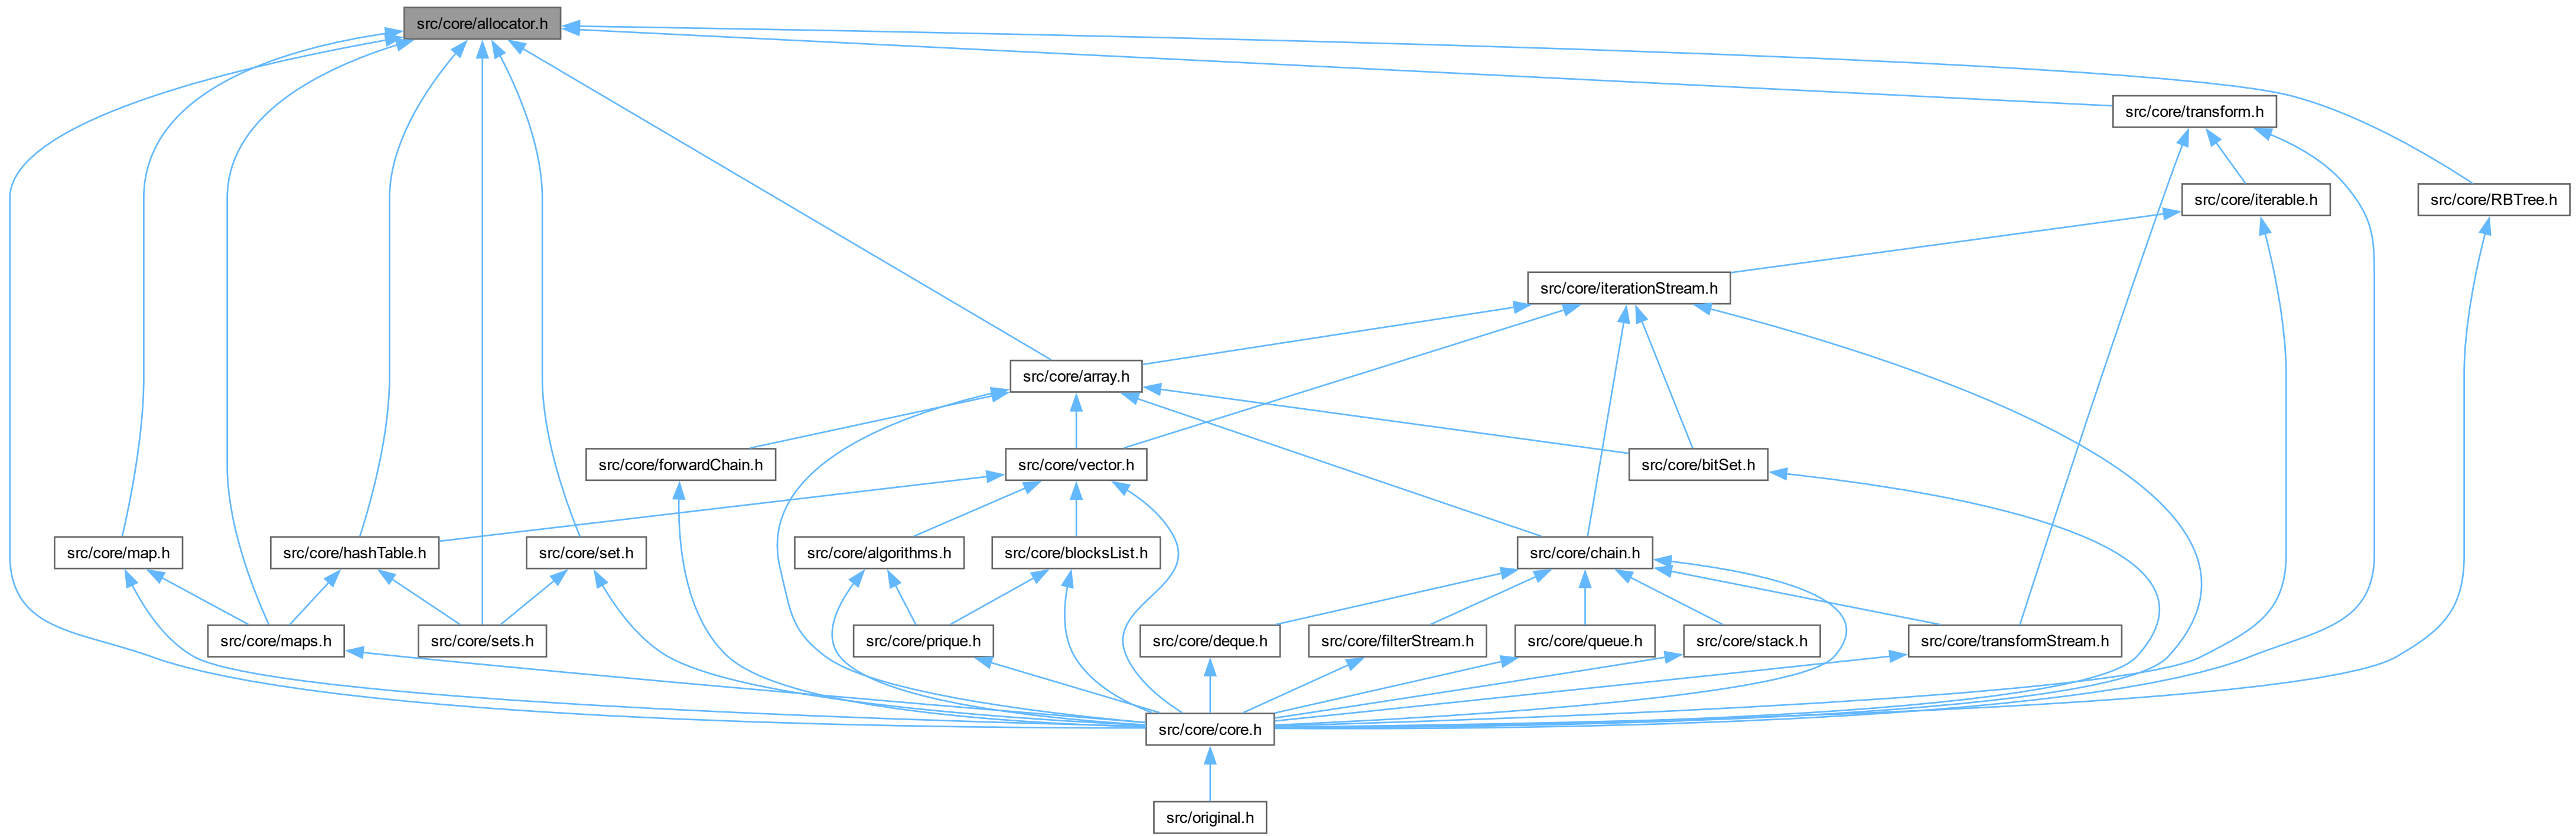 src/core/allocator.h
src/core/transform.h
src/core/iterable.h
src/core/RBTree.h
src/core/iterationStream.h
src/core/array.h
src/core/forwardChain.h
src/core/vector.h
src/core/bitSet.h
src/core/map.h
src/core/hashTable.h
src/core/set.h
src/core/algorithms.h
src/core/blocksList.h
src/core/chain.h
src/core/maps.h
src/core/sets.h
src/core/prique.h
src/core/deque.h
src/core/filterStream.h
src/core/queue.h
src/core/stack.h
src/core/transformStream.h
src/core/core.h
src/original.h